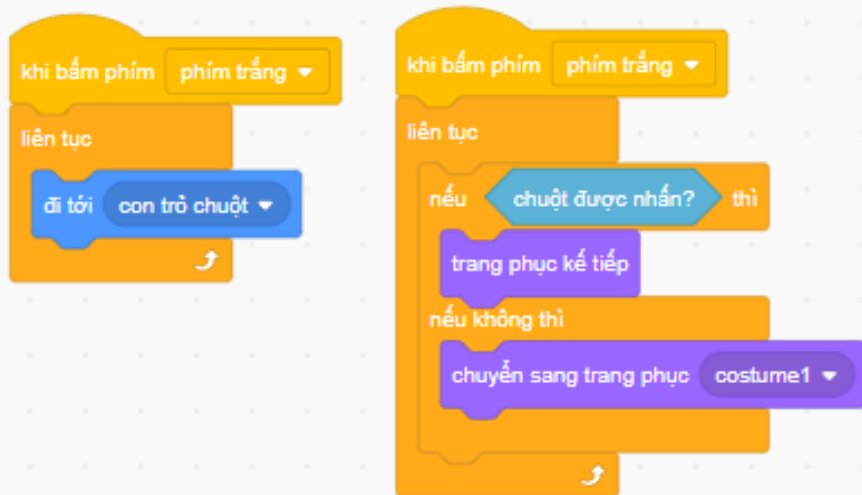 khi bấm phím phím trắng
liên tục
đi tới con trỏ chuột
khi bấm phím phím trắng
liên tục
nếu chuột được nhấn? thì
trang phục kế tiếp
nếu không thì
chuyển sang trang phục costume1